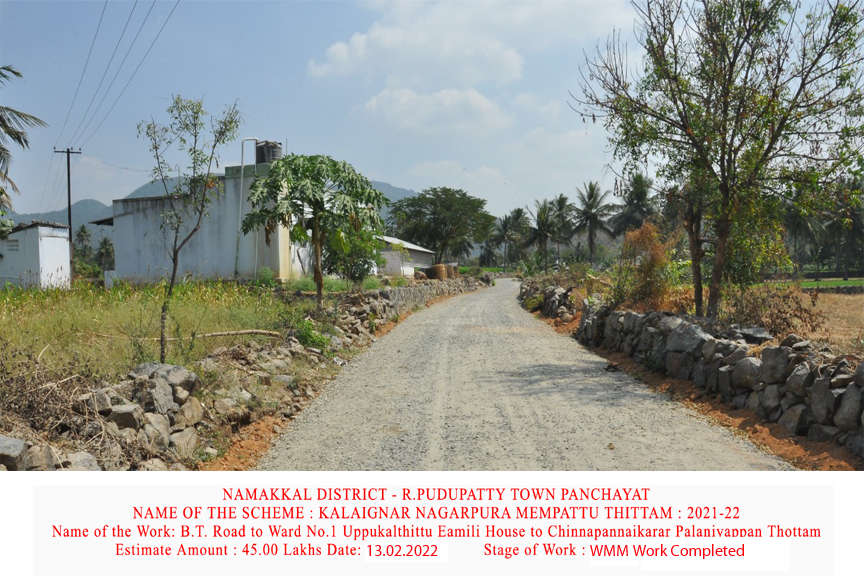 NAMAKKAL DISTRICT - R.PUDUPATTY TOWN PANCHAYAT
NAME OF THE SCHEME : KALAIGNAR NAGARPURA MEMPATTU THITTAM : 2021-22
Name of the Work: B.T. Road to Ward No.1 Uppukalthittu Eamili House to Chinnapannaikarar Palanivappan Thottam
Estimate Amount : 45.00 Lakhs Date: 13.02.2022 Stage of Work : WMM Work Completed